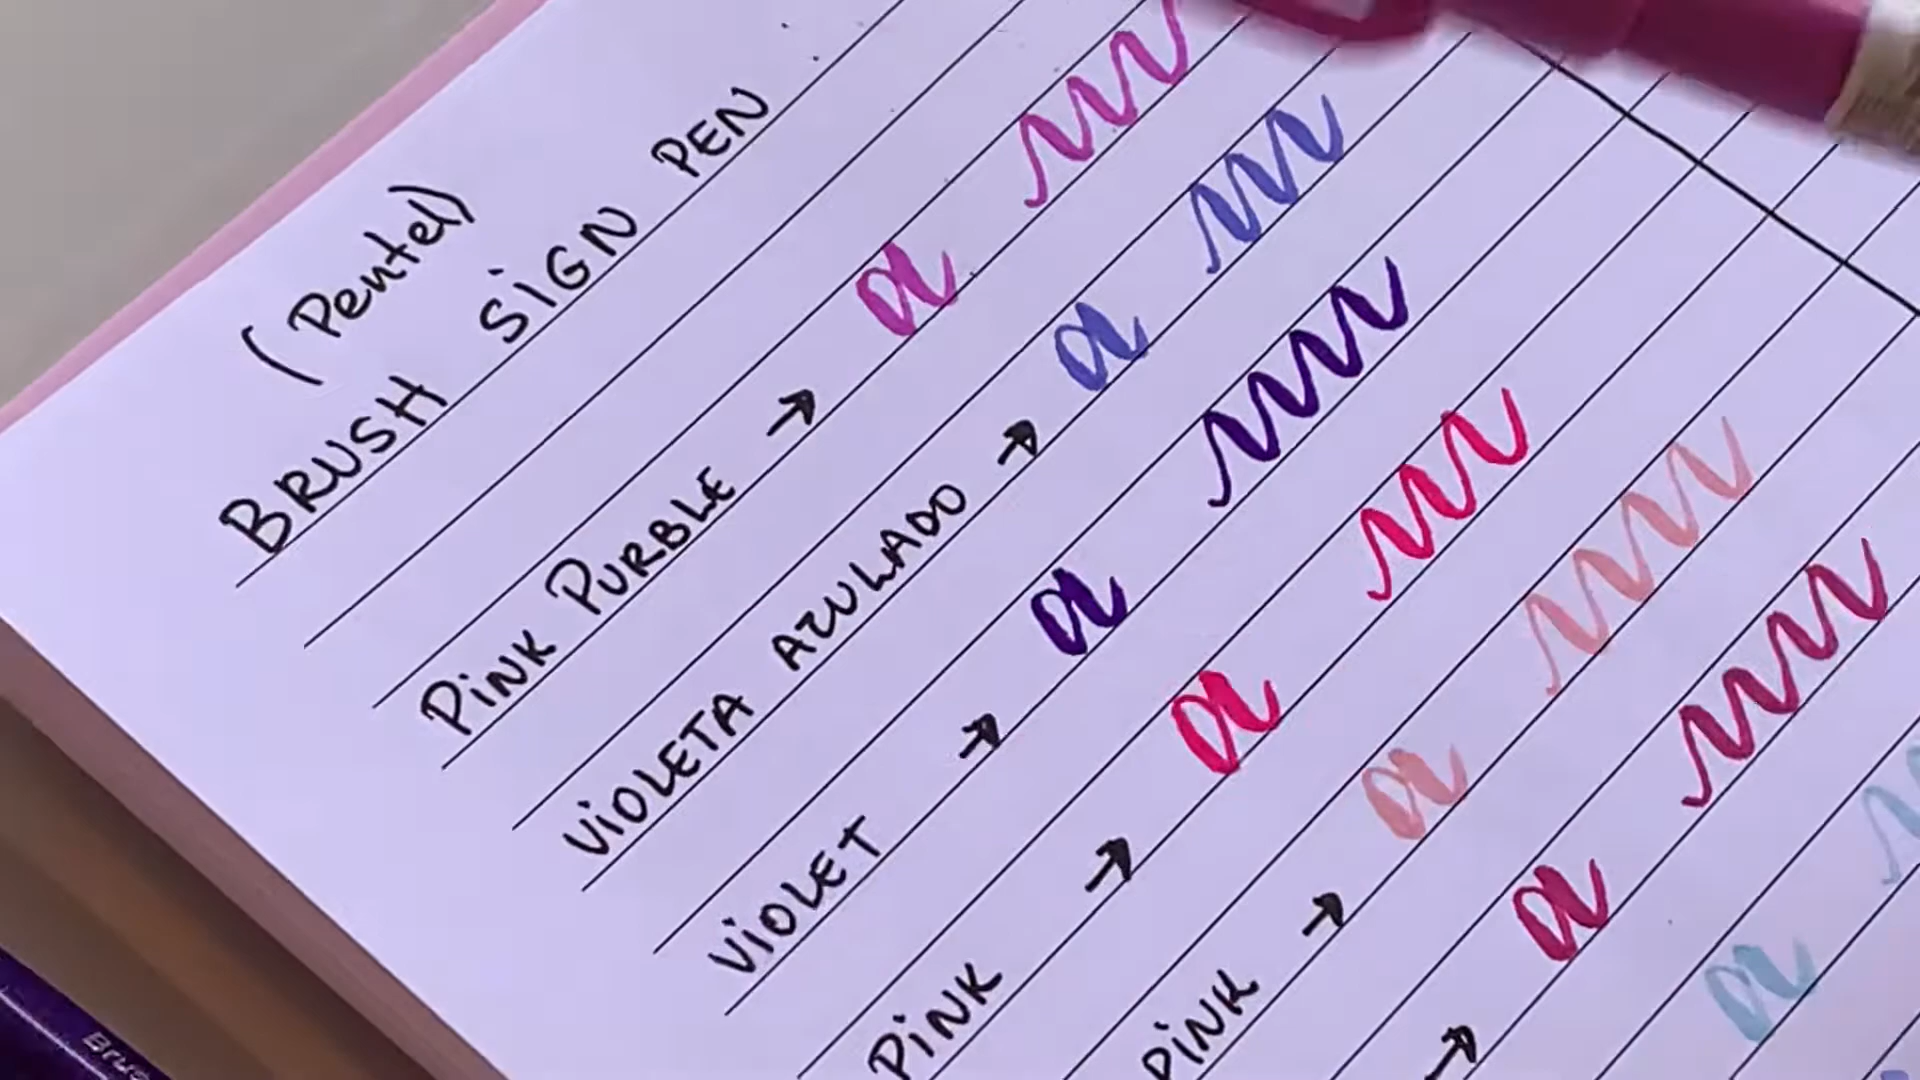 (Pentel)
BRUSH SIGN PEN
PINK PURBLE → a
VIOLETA AZULADO → a
VIOLET → a
PINK → a
PINK → a
→ a
a